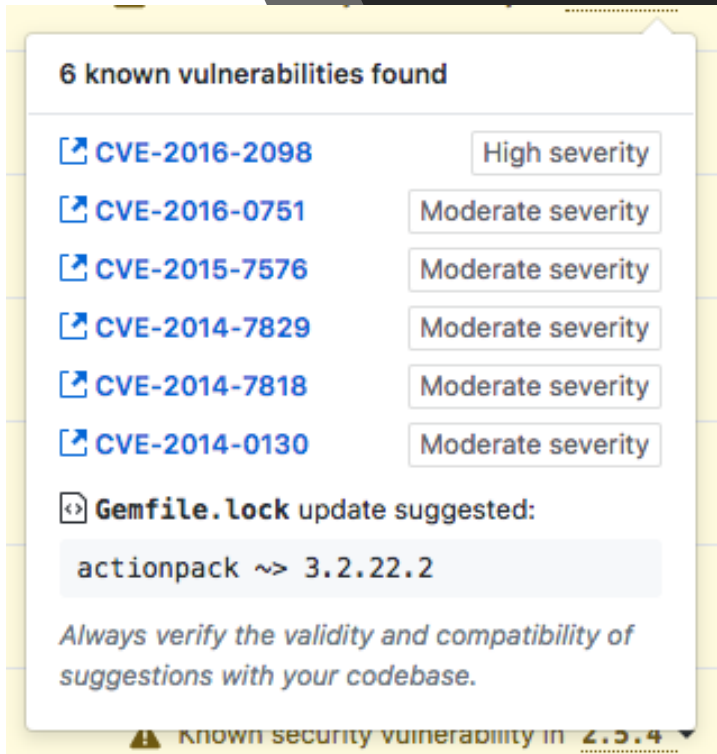 6 known vulnerabilities found
CVE-2016-2098 High severity
CVE-2016-0751 Moderate severity
CVE-2015-7576 Moderate severity
CVE-2014-7829 Moderate severity
CVE-2014-7818 Moderate severity
CVE-2014-0130 Moderate severity
Gemfile.lock update suggested:
actionpack ~> 3.2.22.2
Always verify the validity and compatibility of
suggestions with your codebase.
Known security vulnerability in 2.5.4